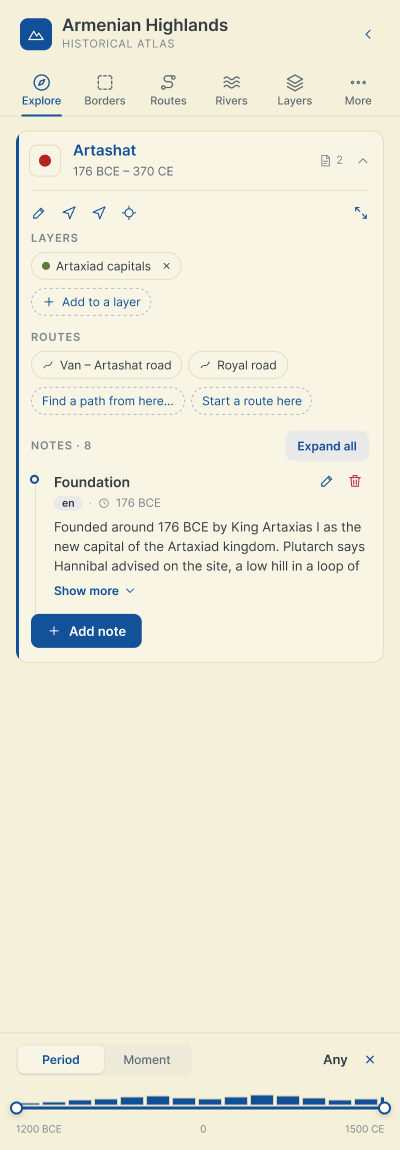 Armenian Highlands
HISTORICAL ATLAS
Explore
Borders
Routes
Rivers
Layers
More
Artashat
176 BCE – 370 CE
2
LAYERS
Artaxiad capitals ×
+ Add to a layer
ROUTES
Van – Artashat road
Royal road
Find a path from here...
Start a route here
NOTES · 8
Expand all
Foundation
en · 176 BCE
Founded around 176 BCE by King Artaxias I as the
new capital of the Artaxiad kingdom. Plutarch says
Hannibal advised on the site, a low hill in a loop of
Show more
+ Add note
Period
Moment
Any ×
1200 BCE
0
1500 CE